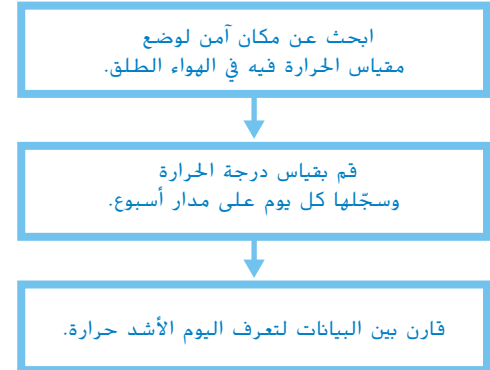 ابحث عن مكان آمن لوضع
مقياس الحرارة فيه في الهواء الطلق.
قم بقياس درجة الحرارة
وسجّلها كل يوم على مدار أسبوع.
قارن بين البيانات لتعرف اليوم الأشد حرارة.